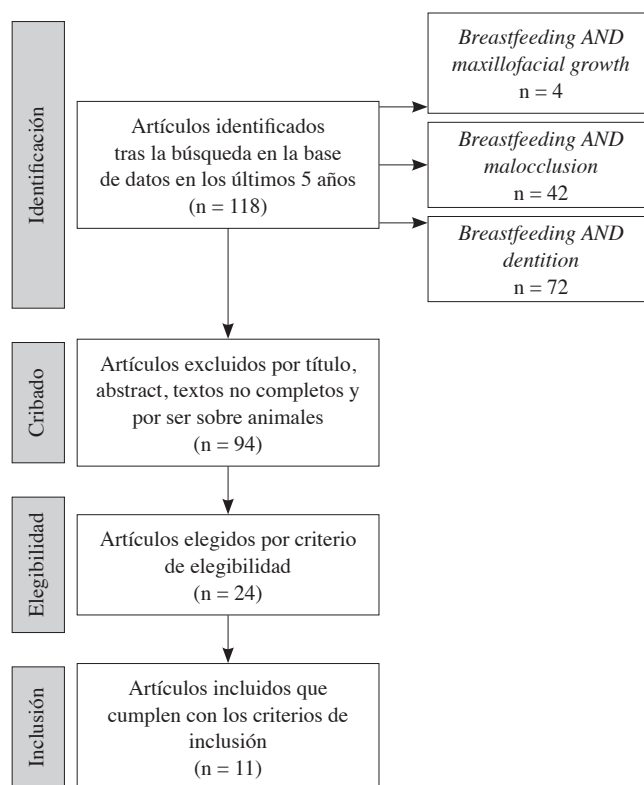 Identificación
Artículos identificados
tras la búsqueda en la base
de datos en los últimos 5 años
(n = 118)
Breastfeeding AND
maxillofacial growth
n = 4
Breastfeeding AND
malocclusion
n = 42
Breastfeeding AND
dentition
n = 72
Cribado
Artículos excluidos por título,
abstract, textos no completos y
por ser sobre animales
(n = 94)
Elegibilidad
Artículos elegidos por criterio
de elegibilidad
(n = 24)
Inclusión
Artículos incluidos que
cumplen con los criterios de
inclusión
(n = 11)